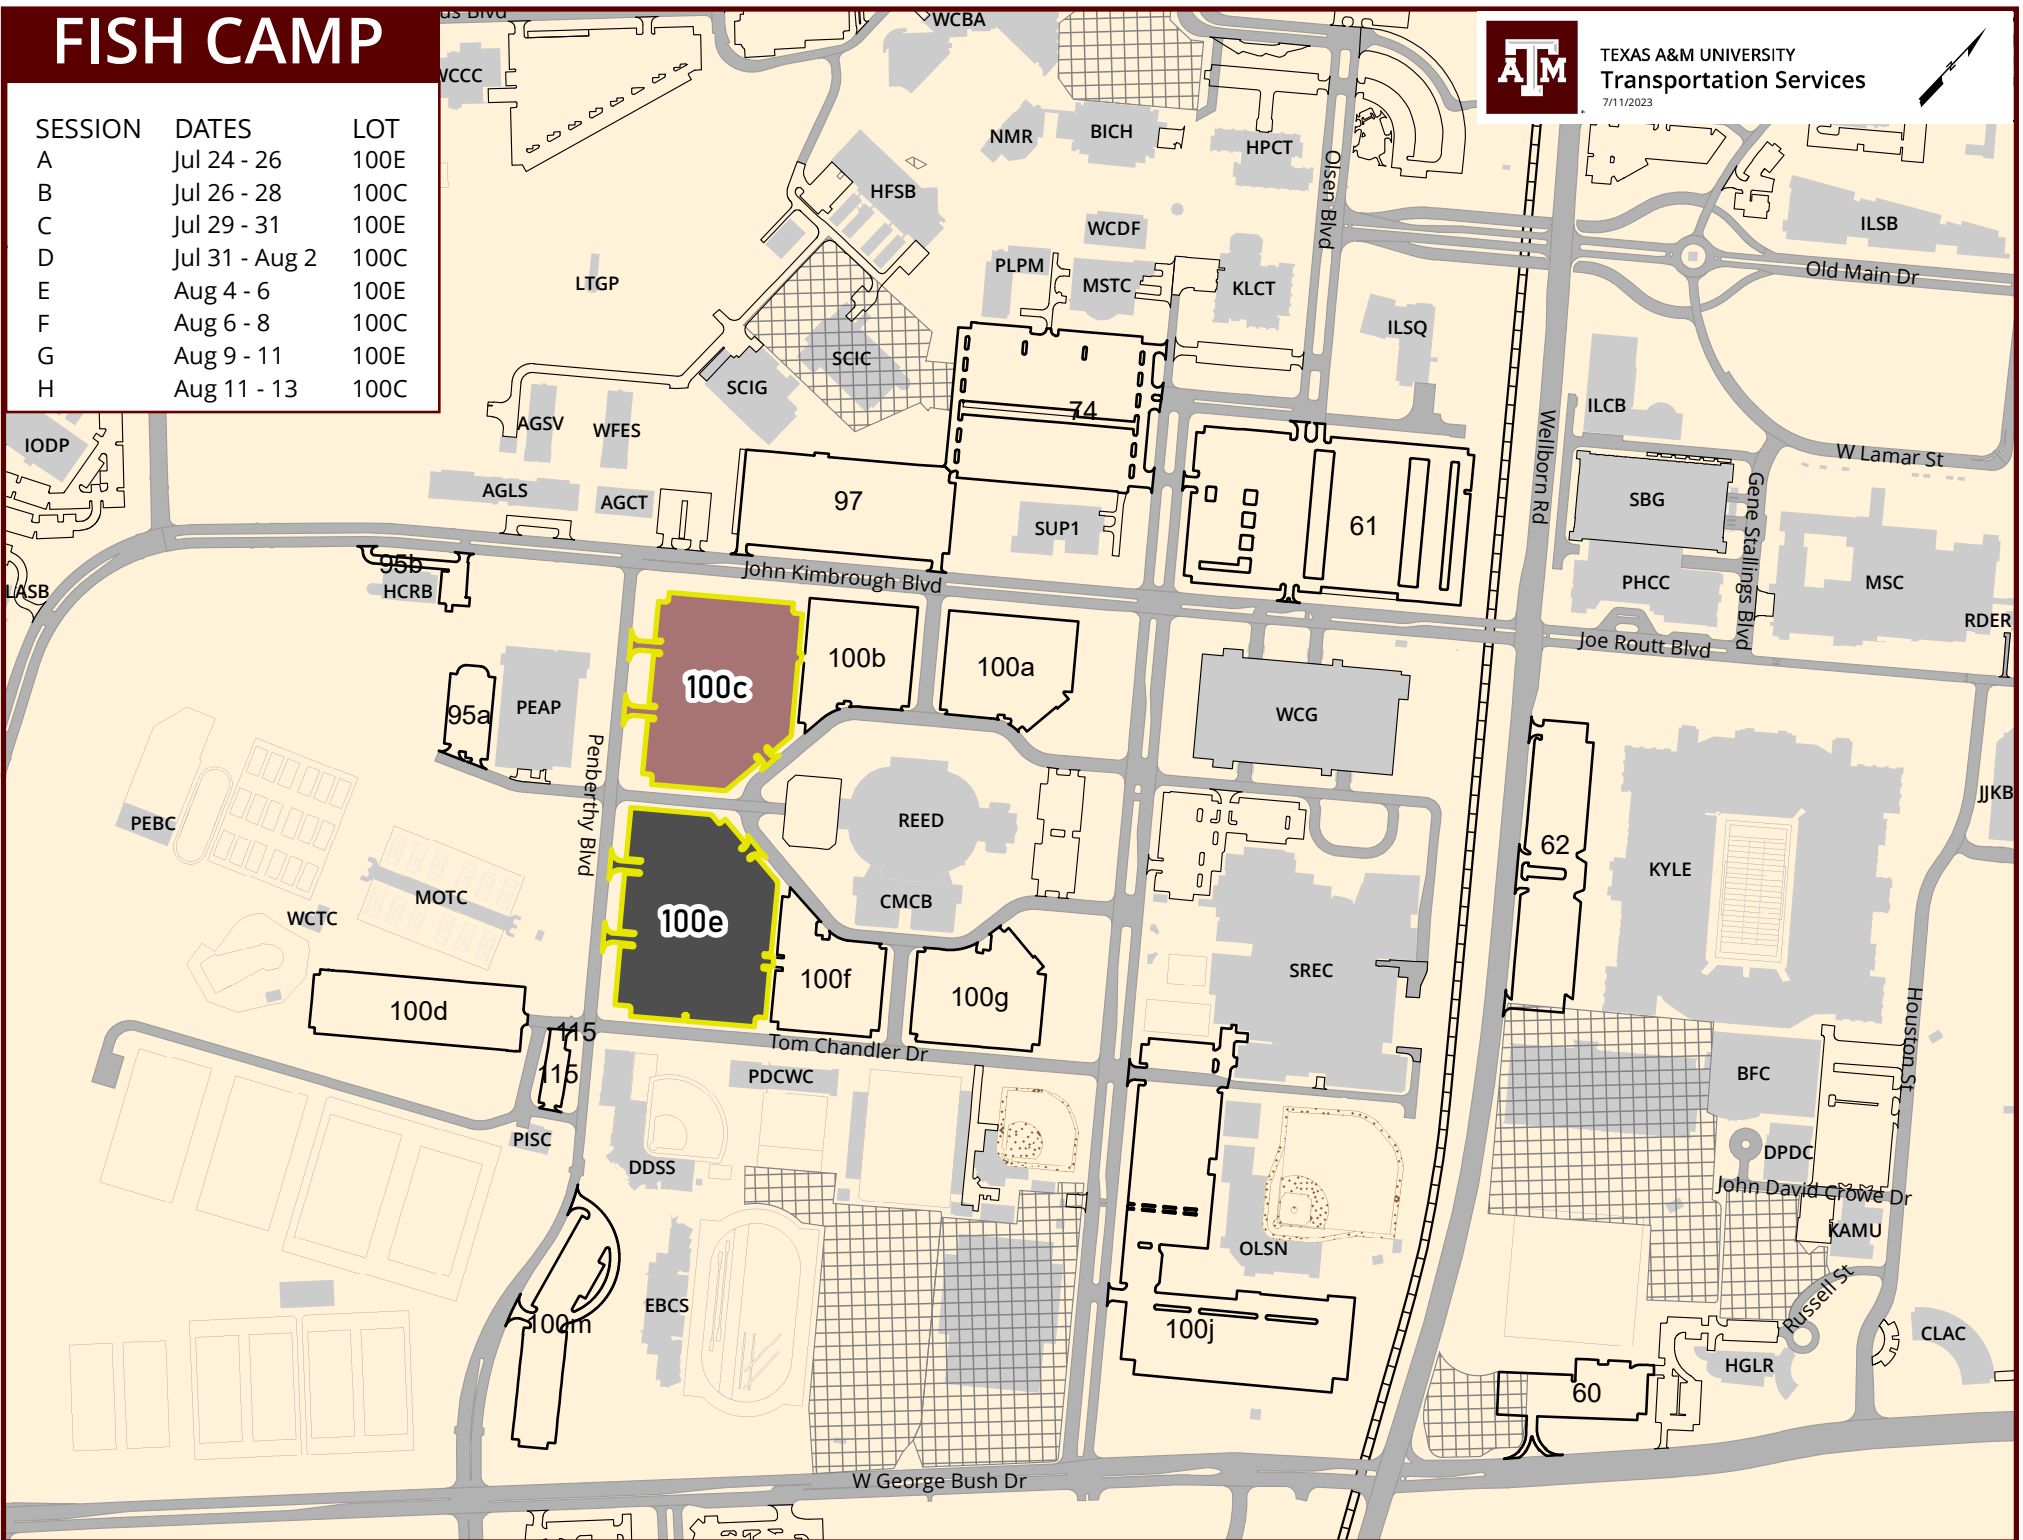 FISH CAMP
SESSION DATES LOT
A Jul 24 - 26 100E
B Jul 26 - 28 100C
C Jul 29 - 31 100E
D Jul 31 - Aug 2 100C
E Aug 4 - 6 100E
F Aug 6 - 8 100C
G Aug 9 - 11 100E
H Aug 11 - 13 100C
ATM
TEXAS A&M UNIVERSITY
Transportation Services
7/11/2023
WCBA
WCCC
NMR
BICH
HPCT
Olsen Blvd
HFSB
WCDF
ILSB
Old Main Dr
LTGP
PLPM
MSTC
KLCT
ILSQ
SCIC
SCIG
74
ILCB
AGSV
WFES
IODP
W Lamar St
Wellborn Rd
AGLS
AGCT
97
SUP1
61
SBG
Gene Stallings Blvd
95b
HCRB
LASB
John Kimbrough Blvd
PHCC
MSC
RDER
Joe Routt Blvd
100c
100b
100a
95a
PEAP
WCG
Penberthy Blvd
PEBC
REED
JJKB
62
KYLE
MOTC
WCTC
100e
CMCB
100f
100g
SREC
100d
115
115
Tom Chandler Dr
Houston St
PDCWC
BFC
PISC
DDSS
DPDC
John David Crowe Dr
KAMU
OLSN
EBCS
100m
100j
Russell St
CLAC
HGLR
60
W George Bush Dr